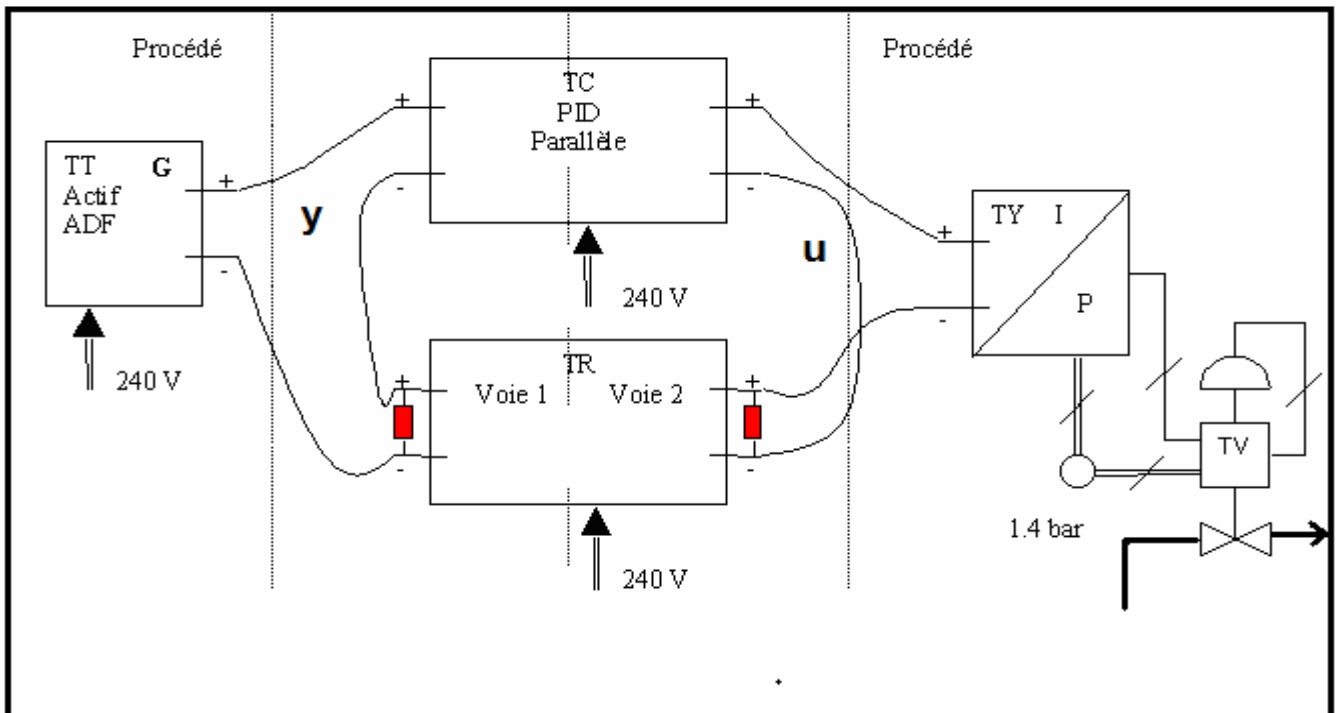 Procédé
Procédé
TC
PID
Parallèle
+
-
+
-
TT G
Actif
ADF
+
-
y
u
240 V
240 V
TY I
P
+
-
TR
Voie 1 Voie 2
+
-
+
-
240 V
TV
1.4 bar